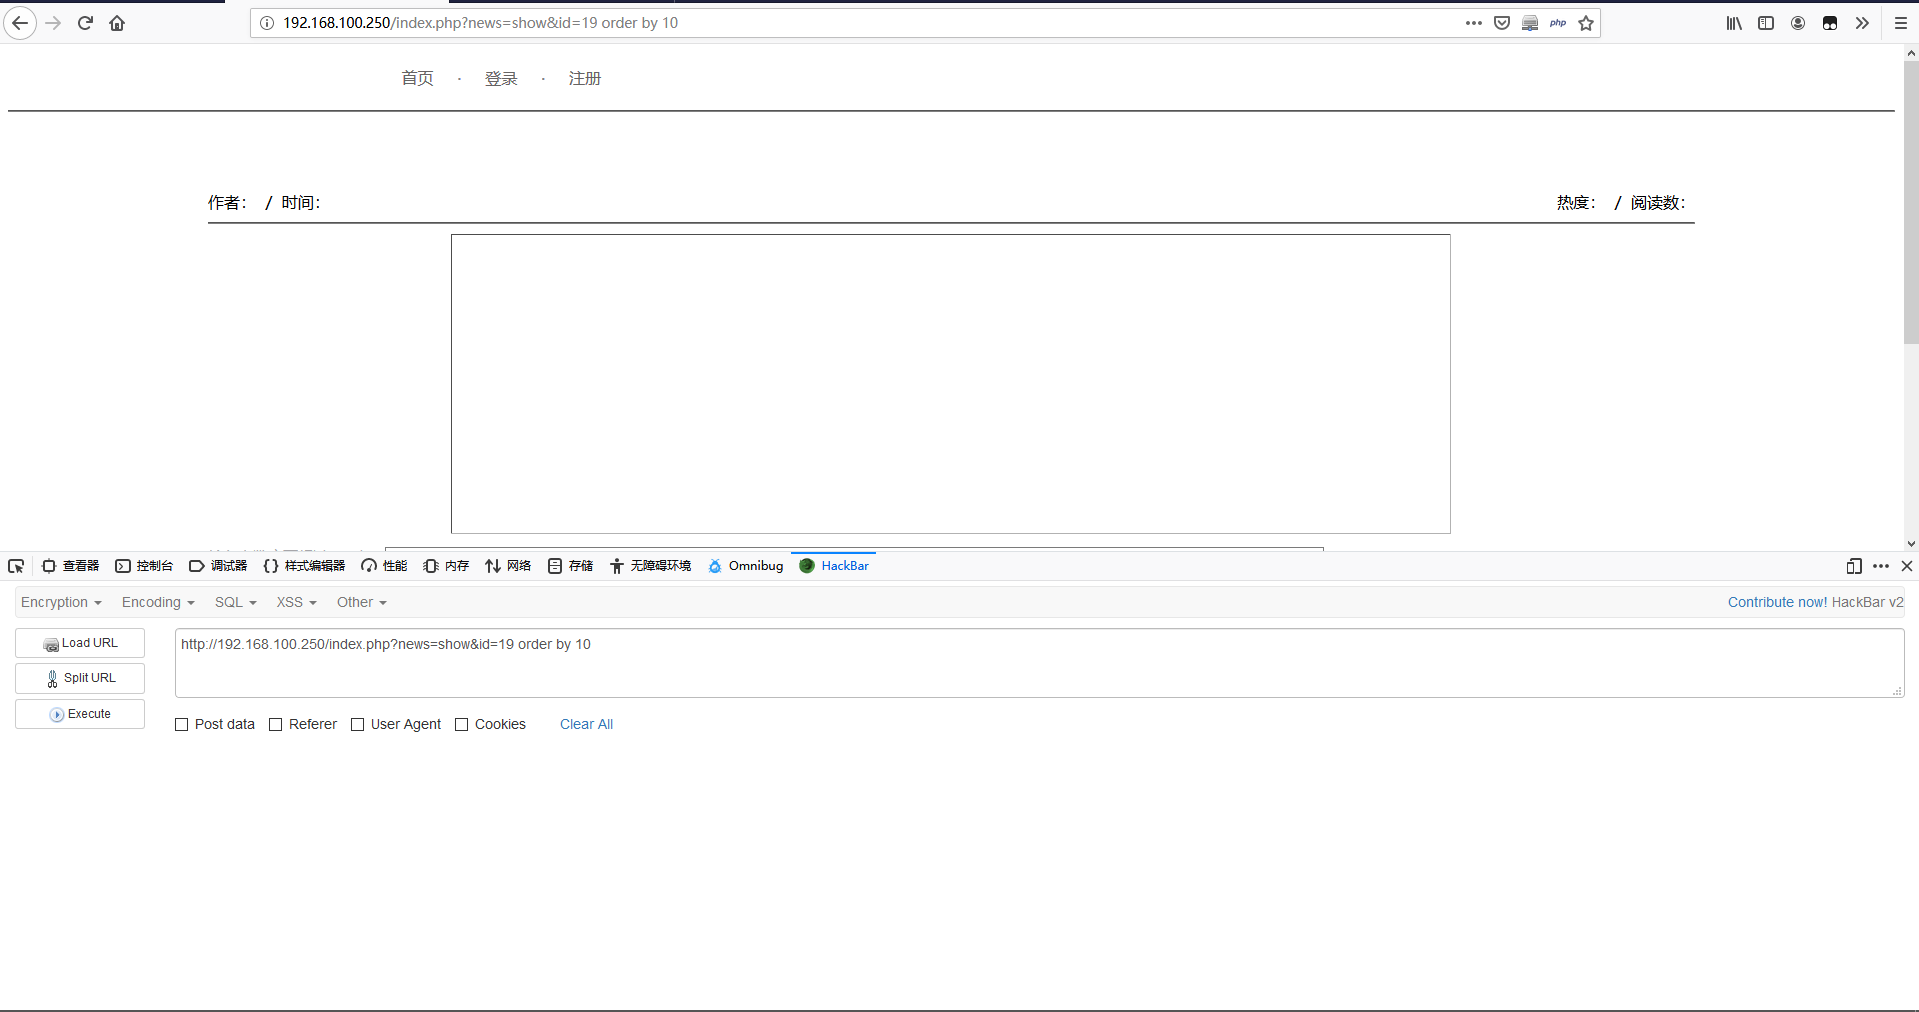 192.168.100.250/index.php?news=show&id=19 order by 10
php
首页 · 登录 · 注册
作者： / 时间：
热度： / 阅读数：
查看器 控制台 调试器 样式编辑器 性能 内存 网络 存储 无障碍环境 Omnibug HackBar
Encryption Encoding SQL XSS Other
Contribute now! HackBar v2
Load URL
http://192.168.100.250/index.php?news=show&id=19 order by 10
Split URL
Execute
Post data Referer User Agent Cookies Clear All